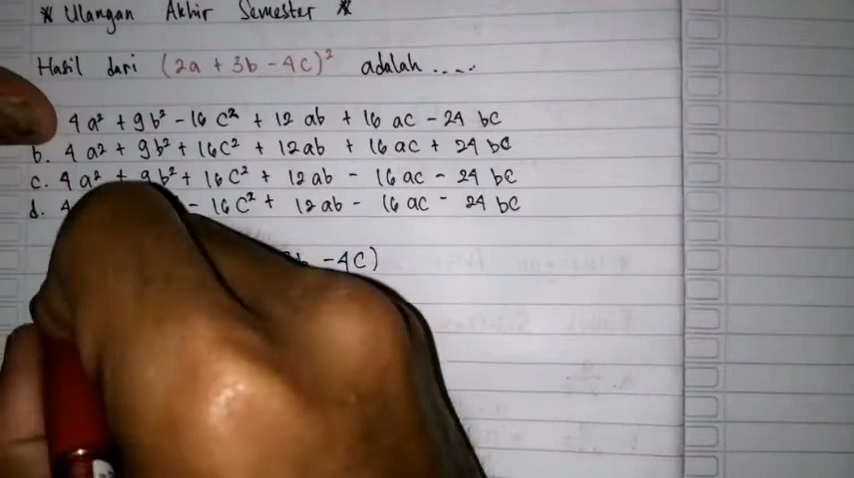 * Ulangan Akhir Semester *
Hasil dari (2a + 3b - 4c)² adalah ....
4a² + 9b² - 16c² + 12ab + 16ac - 24bc
b. 4a² + 9b² + 16c² + 12ab + 16ac + 24bc
c. 4a² + 9b² + 16c² + 12ab - 16ac - 24bc
d. 4 - 16c² + 12ab - 16ac - 24bc
-4c)